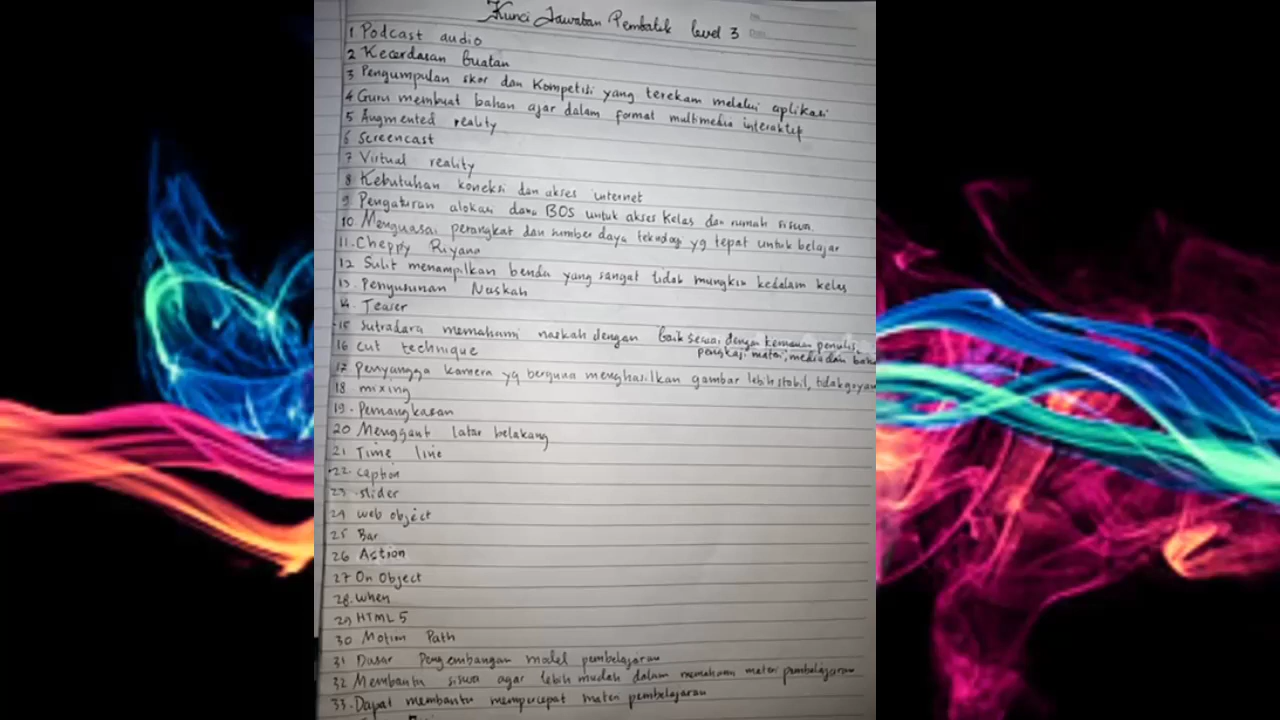 Kunci Jawaban Pembatik level 3
No.
Date.
1 Podcast audio
2 Kecerdasan buatan
3 Pengumpulan skor dan kompetisi yang terekam melalui aplikasi
4 Guru membuat bahan ajar dalam format multimedia interaktif
5 Augmented reality
6 Screencast
7 Virtual reality
8 Kebutuhan koneksi dan akses internet
9 Pengaturan alokasi dana BOS untuk akses kelas dan rumah siswa.
10. Menguasai perangkat dan sumber daya teknologi yg tepat untuk belajar
11. Cheppy Riyana
12 Sulit menampilkan benda yang sangat tidak mungkin kedalam kelas
13. Penyusunan Naskah
14. Teaser
15 Sutradara memahami naskah dengan baik sesuai dengan kemauan penulis,
pengkaji materi, media dan
16 Cut technique
17 Penyangga kamera yg berguna menghasilkan gambar lebih stabil,
18 mixing
19. Pemangkasan
20 Mengganti latar belakang
21 Time line
22. Caption
23 slider
24 web object
25 Bar
26 Action
27 On Object
28. When
29 HTML 5
30 Motion Path
31 Dasar Pengembangan model pembelajaran
32 Membantu siswa agar lebih mudah dalam memahami materi pembelajaran
33. Dapat membantu mempercepat materi pembelajaran